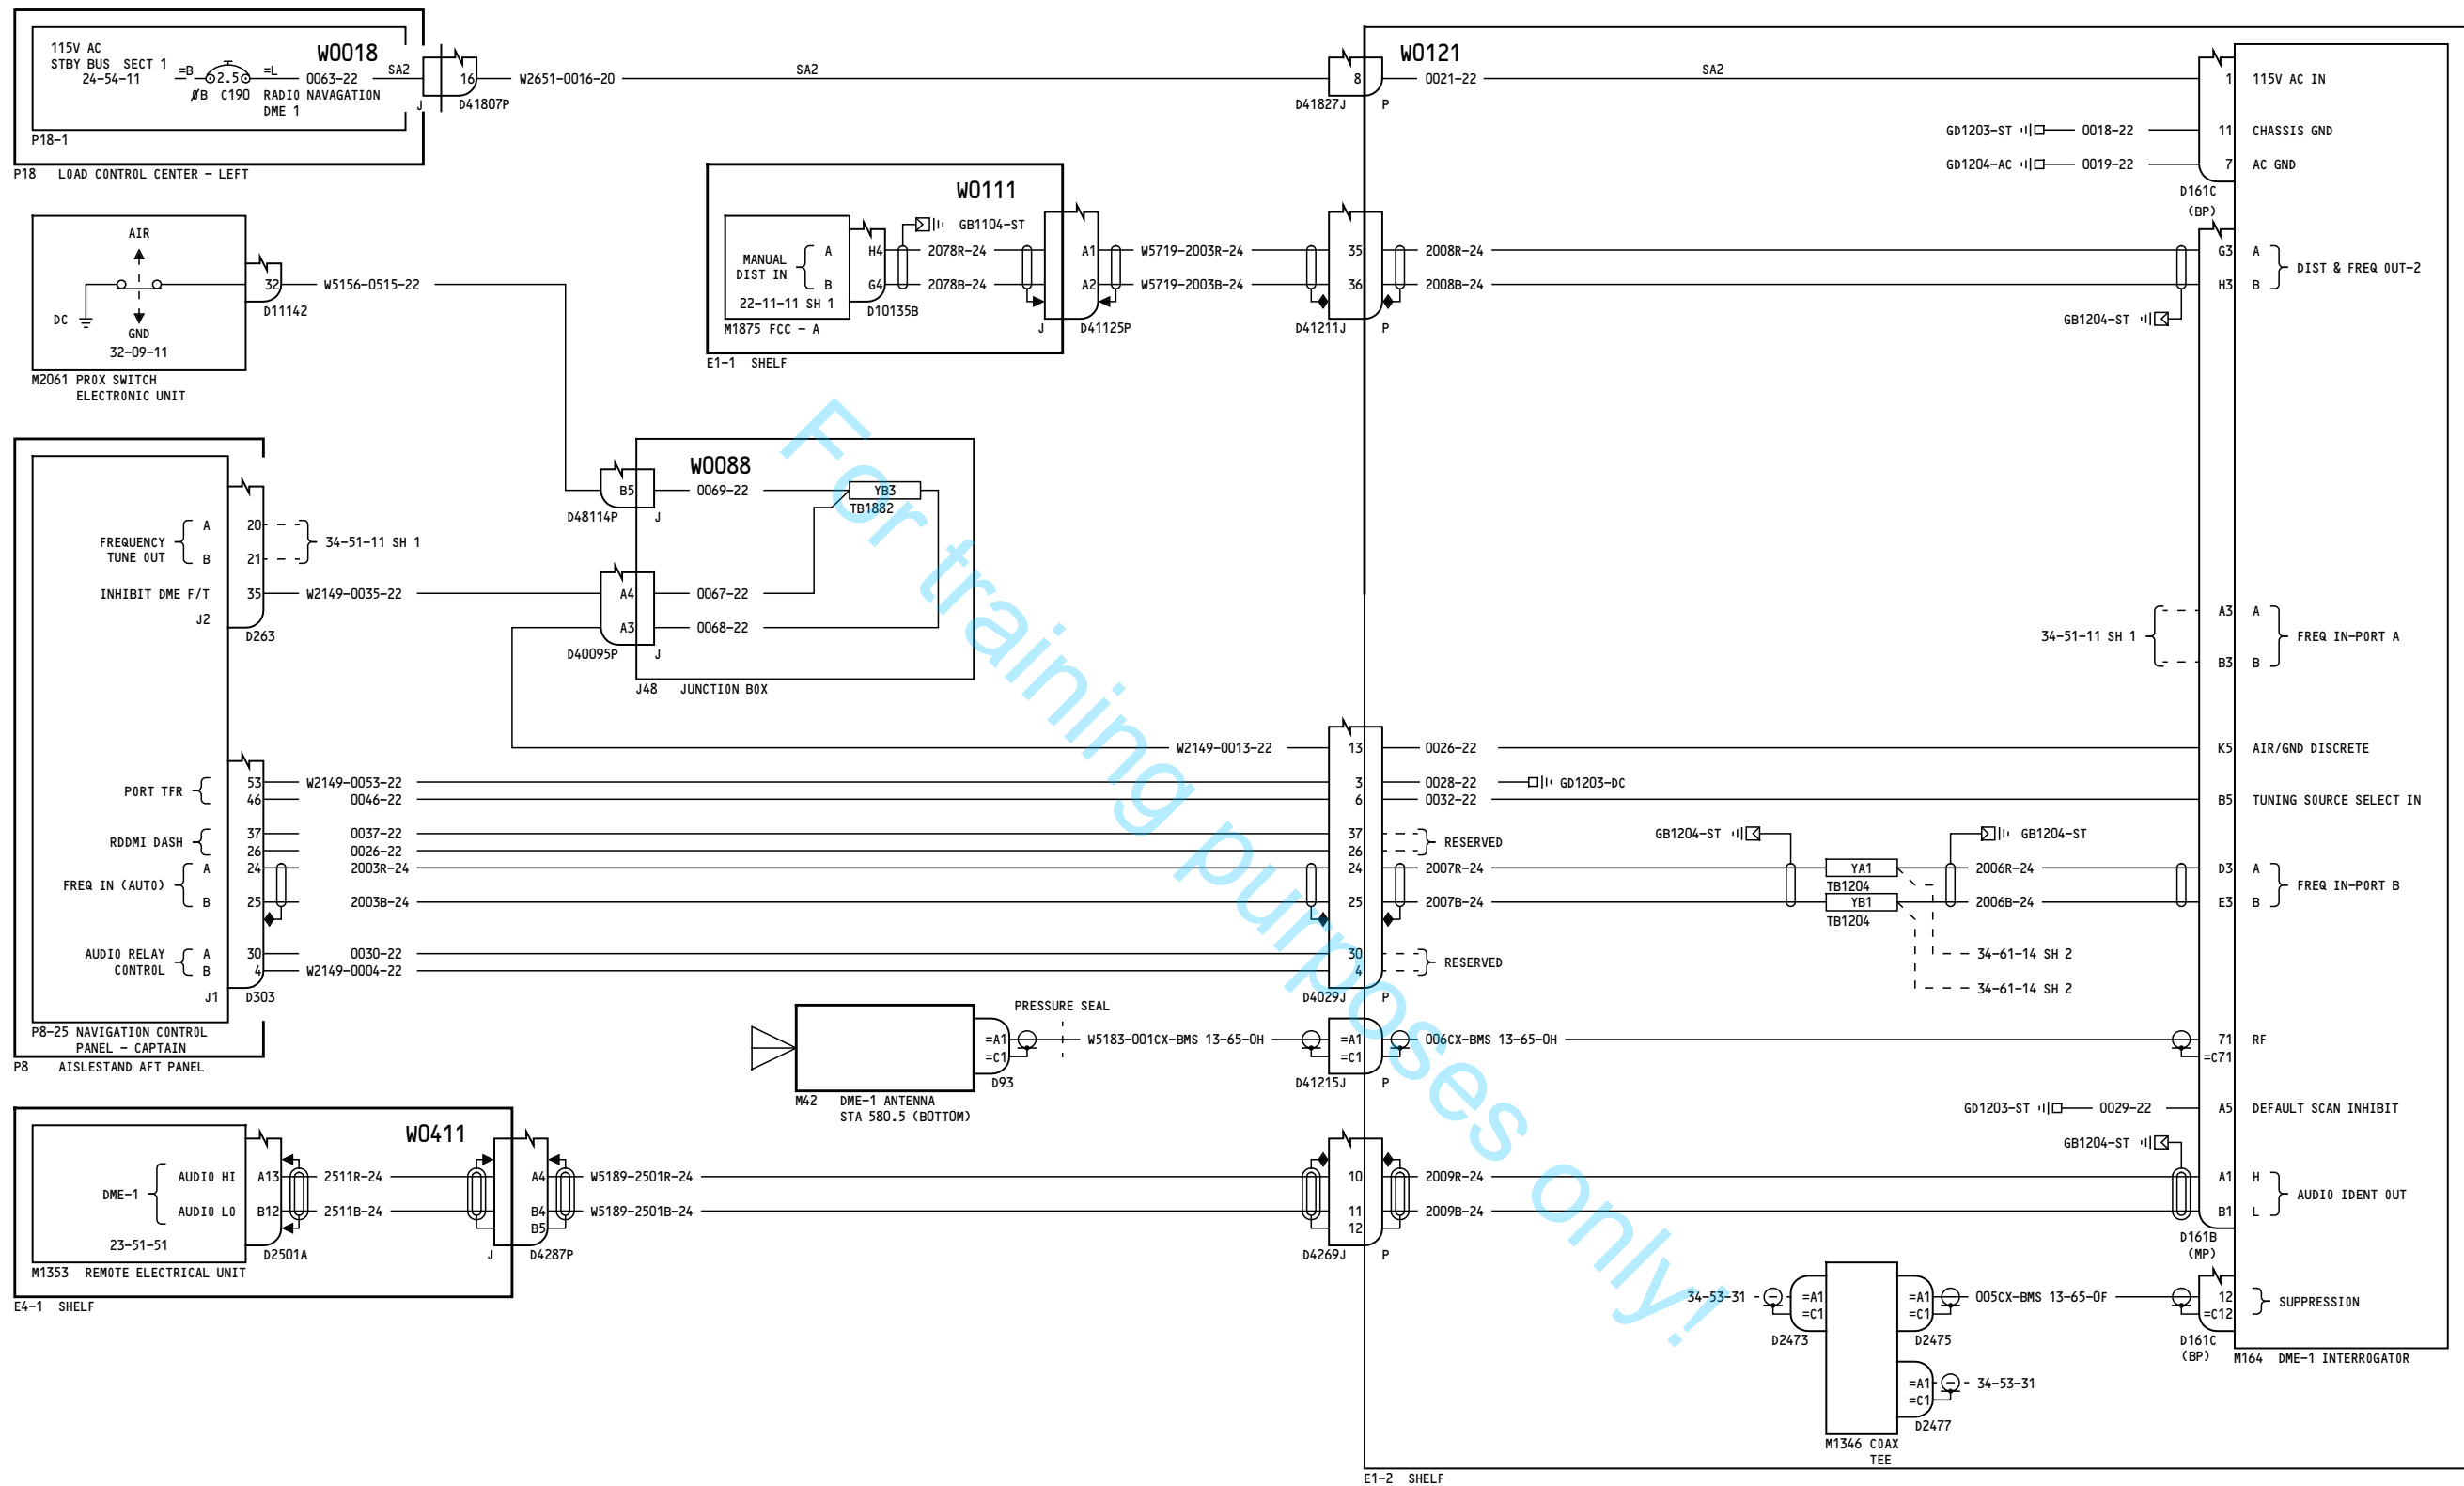 115V AC
STBY BUS SECT 1
24-54-11
=B
ØB
2.5
C190
=L
RADIO NAVAGATION
DME 1
W0018
0063-22
SA2
P18-1
P18 LOAD CONTROL CENTER - LEFT
J
16
D41807P
W2651-0016-20
SA2
8
D41827J
P
W0121
0021-22
SA2
1
115V AC IN
GD1203-ST
0018-22
11
CHASSIS GND
GD1204-AC
0019-22
7
AC GND
D161C
(BP)
AIR
DC
GND
32-09-11
M2061 PROX SWITCH
ELECTRONIC UNIT
32
D11142
W5156-0515-22
W0111
MANUAL
DIST IN
A
B
22-11-11 SH 1
M1875 FCC - A
H4
G4
D10135B
GB1104-ST
2078R-24
2078B-24
E1-1 SHELF
J
A1
A2
D41125P
W5719-2003R-24
W5719-2003B-24
35
36
D41211J
P
2008R-24
2008B-24
G3
H3
A
B
DIST & FREQ OUT-2
GB1204-ST
FREQUENCY
TUNE OUT
A
B
20
21
34-51-11 SH 1
INHIBIT DME F/T
35
J2
D263
W2149-0035-22
W0088
B5
D48114P
J
0069-22
YB3
TB1882
A4
A3
D40095P
J
0067-22
0068-22
J48 JUNCTION BOX
34-51-11 SH 1
A3
B3
A
B
FREQ IN-PORT A
W2149-0013-22
13
0026-22
K5
AIR/GND DISCRETE
PORT TFR
53
46
W2149-0053-22
0046-22
3
6
0028-22
0032-22
GD1203-DC
B5
TUNING SOURCE SELECT IN
RDDMI DASH
37
26
0037-22
0026-22
37
26
RESERVED
FREQ IN (AUTO)
A
B
24
25
2003R-24
2003B-24
24
25
2007R-24
2007B-24
GB1204-ST
YA1
TB1204
YB1
TB1204
GB1204-ST
2006R-24
2006B-24
D3
E3
A
B
FREQ IN-PORT B
34-61-14 SH 2
34-61-14 SH 2
AUDIO RELAY
CONTROL
A
B
30
4
0030-22
W2149-0004-22
30
4
RESERVED
J1
D303
D4029J
P
P8-25 NAVIGATION CONTROL
PANEL - CAPTAIN
P8 AISLESTAND AFT PANEL
PRESSURE SEAL
=A1
=C1
D93
M42 DME-1 ANTENNA
STA 580.5 (BOTTOM)
W5183-001CX-BMS 13-65-0H
=A1
=C1
D41215J
P
006CX-BMS 13-65-0H
71
=C71
RF
GD1203-ST
0029-22
A5
DEFAULT SCAN INHIBIT
GB1204-ST
W0411
DME-1
AUDIO HI
AUDIO LO
23-51-51
M1353 REMOTE ELECTRICAL UNIT
E4-1 SHELF
A13
B12
D2501A
2511R-24
2511B-24
J
A4
B4
B5
D4287P
W5189-2501R-24
W5189-2501B-24
10
11
12
D4269J
P
2009R-24
2009B-24
A1
B1
H
L
AUDIO IDENT OUT
D161B
(MP)
34-53-31
=A1
=C1
D2473
=A1
=C1
D2475
005CX-BMS 13-65-0F
12
=C12
SUPPRESSION
D161C
(BP)
M164 DME-1 INTERROGATOR
=A1
=C1
D2477
34-53-31
M1346 COAX
TEE
E1-2 SHELF
For training purposes only!